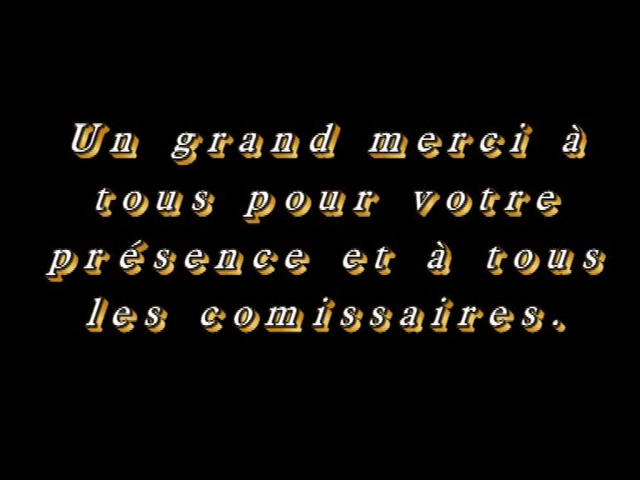 Un grand merci à
tous pour votre
présence et à tous
les comissaires.